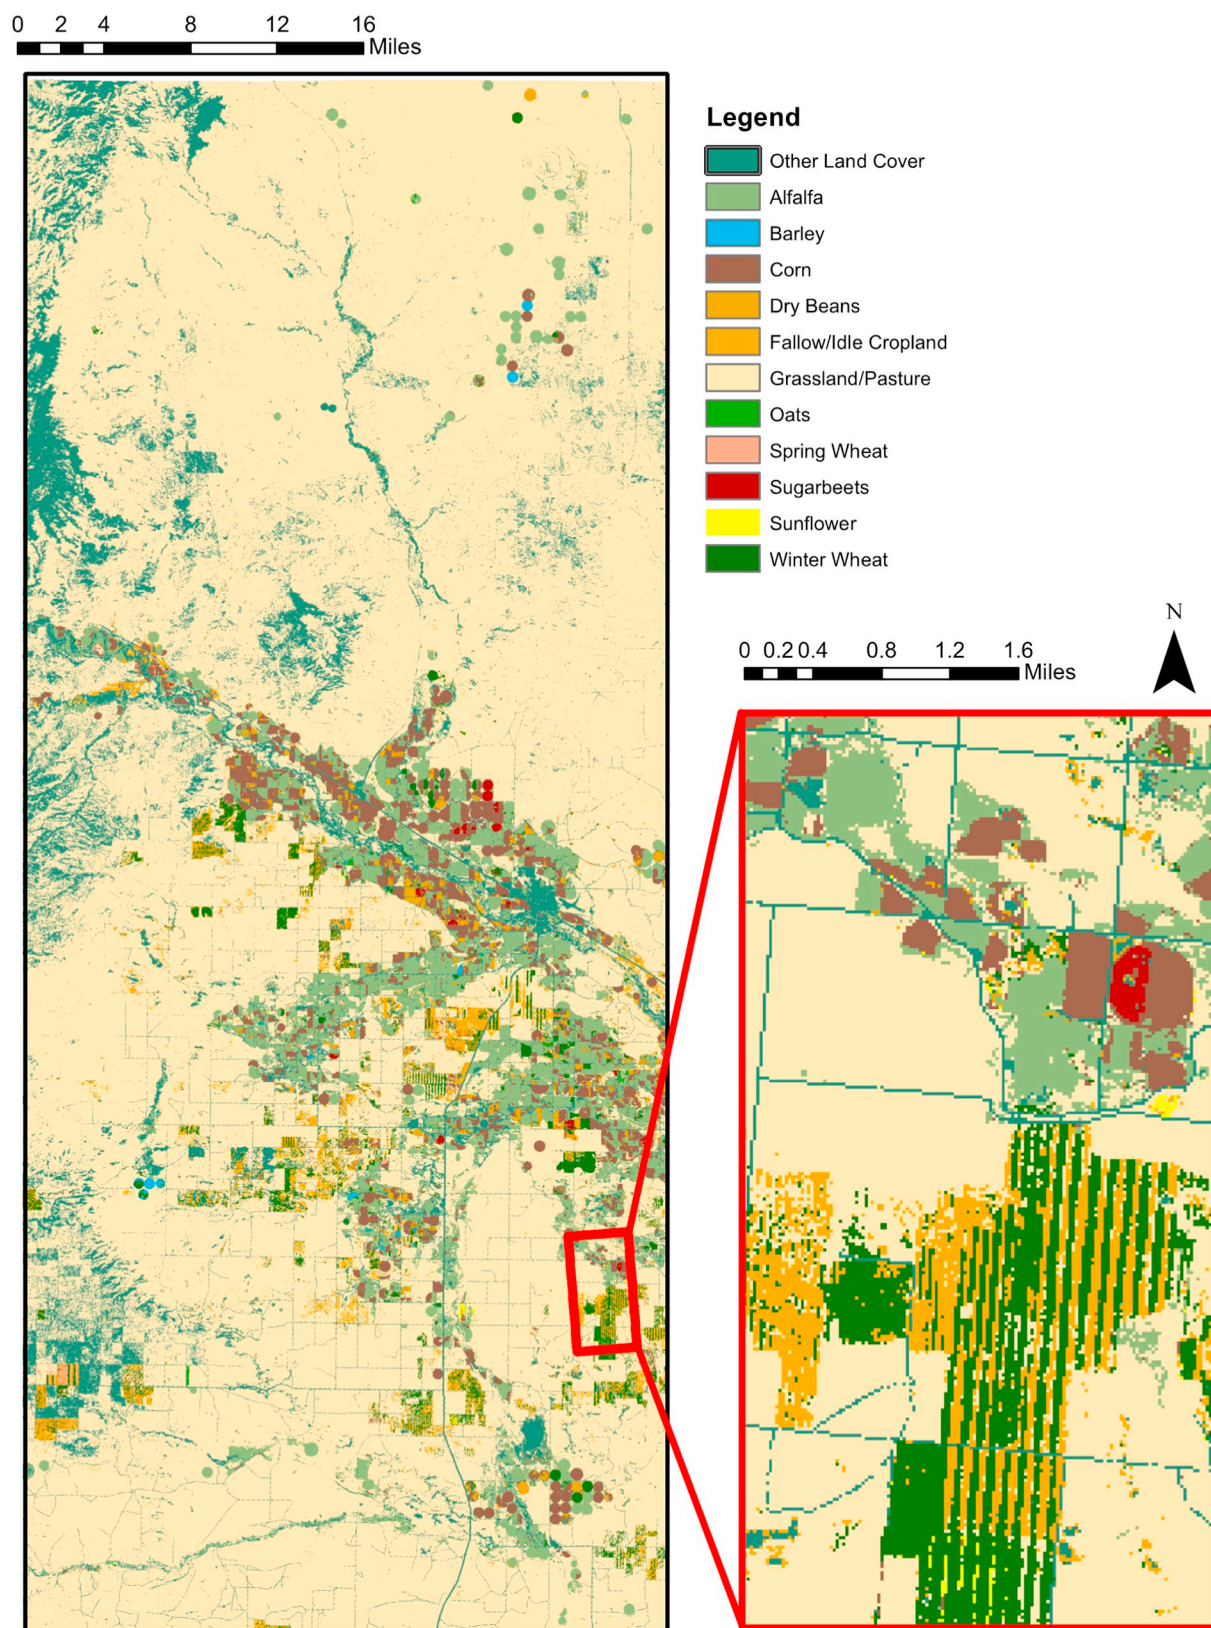 0 2 4 8 12 16
Miles
Legend
Other Land Cover
Alfalfa
Barley
Corn
Dry Beans
Fallow/Idle Cropland
Grassland/Pasture
Oats
Spring Wheat
Sugarbeets
Sunflower
Winter Wheat
N
0 0.2 0.4 0.8 1.2 1.6
Miles